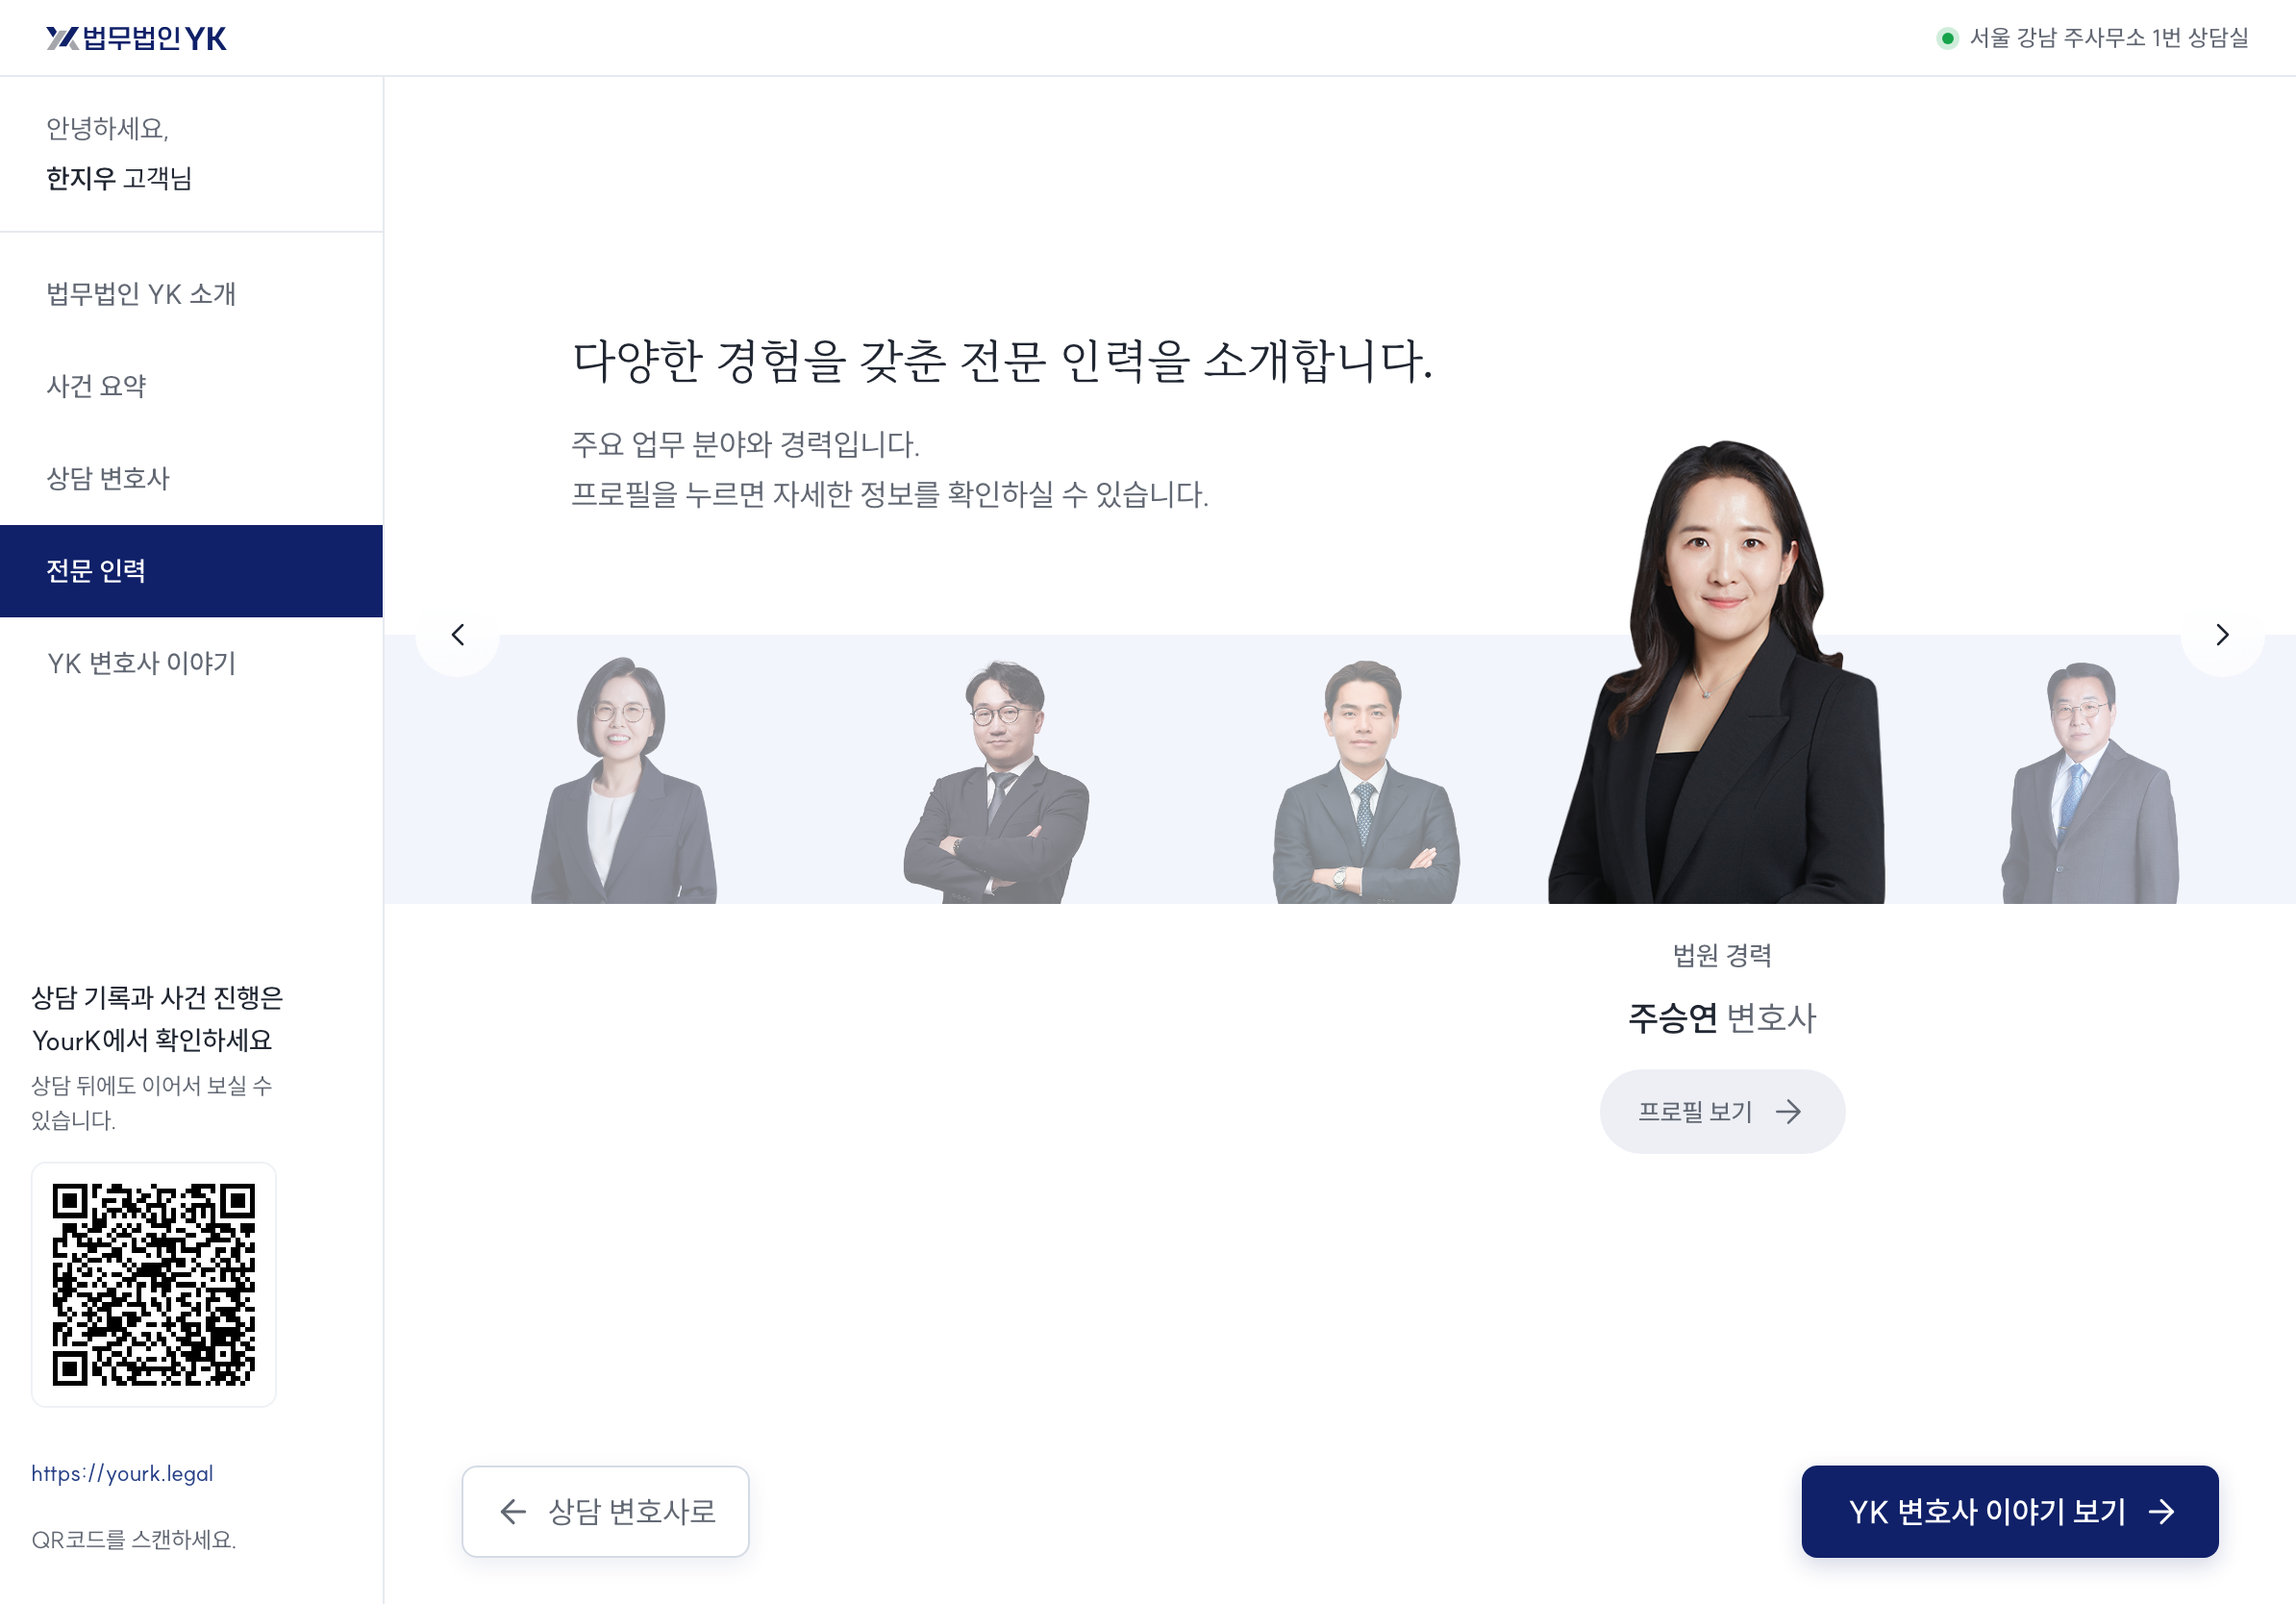 법무법인 YK
서울 강남 주사무소 1번 상담실
안녕하세요,
한지우 고객님
법무법인 YK 소개
사건 요약
상담 변호사
전문 인력
YK 변호사 이야기
다양한 경험을 갖춘 전문 인력을 소개합니다.
주요 업무 분야와 경력입니다.
프로필을 누르면 자세한 정보를 확인하실 수 있습니다.
법원 경력
주승연 변호사
프로필 보기
상담 기록과 사건 진행은
YourK에서 확인하세요
상담 뒤에도 이어서 보실 수
있습니다.
https://yourk.legal
QR코드를 스캔하세요.
상담 변호사로
YK 변호사 이야기 보기